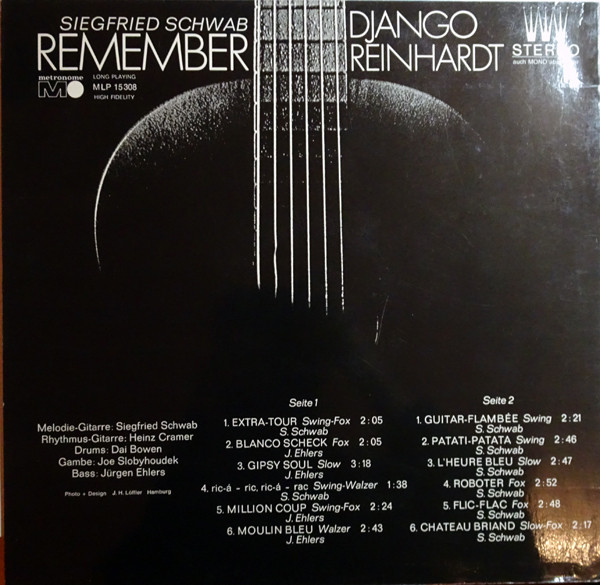 SIEGFRIED SCHWAB
REMEMBER
DJANGO
REINHARDT
STEREO
auch MONO
metronome
LONG PLAYING
MLP 15308
HIGH FIDELITY
Melodie-Gitarre: Siegfried Schwab
Rhythmus-Gitarre: Heinz Cramer
Drums: Dai Bowen
Gambe: Joe Slobyhoudek
Bass: Jürgen Ehlers
Photo + Design J. H. Löffler Hamburg
Seite 1
1. EXTRA-TOUR Swing-Fox 2:05
S. Schwab
2. BLANCO SCHECK Fox 2:05
J. Ehlers
3. GIPSY SOUL Slow 3:18
J. Ehlers
4. ric-á - ric, ric-á - rac Swing-Walzer 1:38
S. Schwab
5. MILLION COUP Swing-Fox 2:24
J. Ehlers
6. MOULIN BLEU Walzer 2:43
J. Ehlers
Seite 2
1. GUITAR-FLAMBÉE Swing 2:21
S. Schwab
2. PATATI-PATATA Swing 2:46
S. Schwab
3. L'HEURE BLEU Slow 2:47
S. Schwab
4. ROBOTER Fox 2:52
S. Schwab
5. FLIC-FLAC Fox 2:48
S. Schwab
6. CHATEAU BRIAND Slow-Fox 2:17
S. Schwab